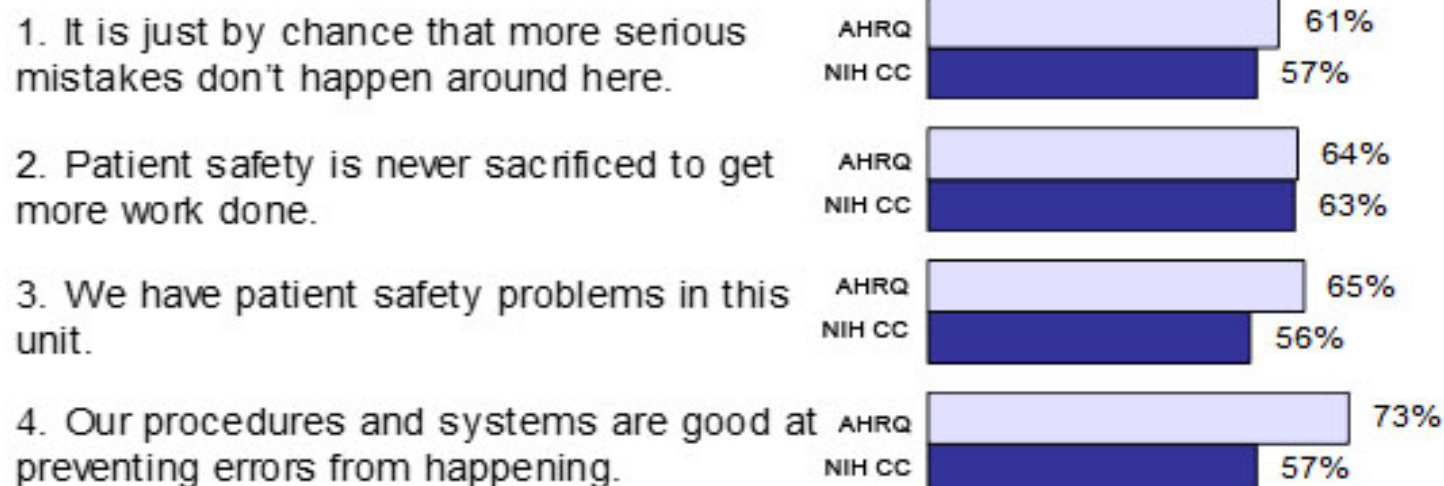 1. It is just by chance that more serious
mistakes don't happen around here.
AHRQ 61%
NIH CC 57%
2. Patient safety is never sacrificed to get
more work done.
AHRQ 64%
NIH CC 63%
3. We have patient safety problems in this
unit.
AHRQ 65%
NIH CC 56%
4. Our procedures and systems are good at
preventing errors from happening.
AHRQ 73%
NIH CC 57%